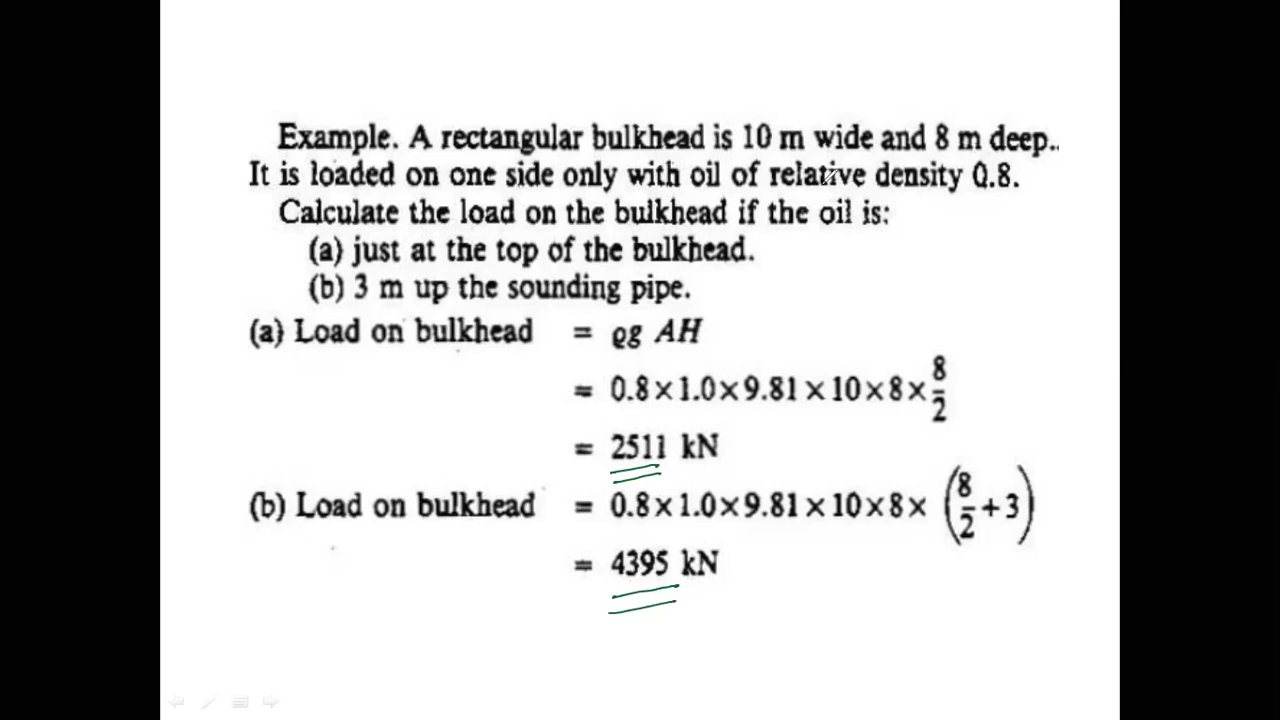 Example. A rectangular bulkhead is 10 m wide and 8 m deep..
It is loaded on one side only with oil of relative density 0.8.
Calculate the load on the bulkhead if the oil is:
(a) just at the top of the bulkhead.
(b) 3 m up the sounding pipe.
(a) Load on bulkhead = ϱg AH
= 0.8×1.0×9.81×10×8×8/2
= 2511 kN
(b) Load on bulkhead = 0.8×1.0×9.81×10×8× (8/2+3)
= 4395 kN